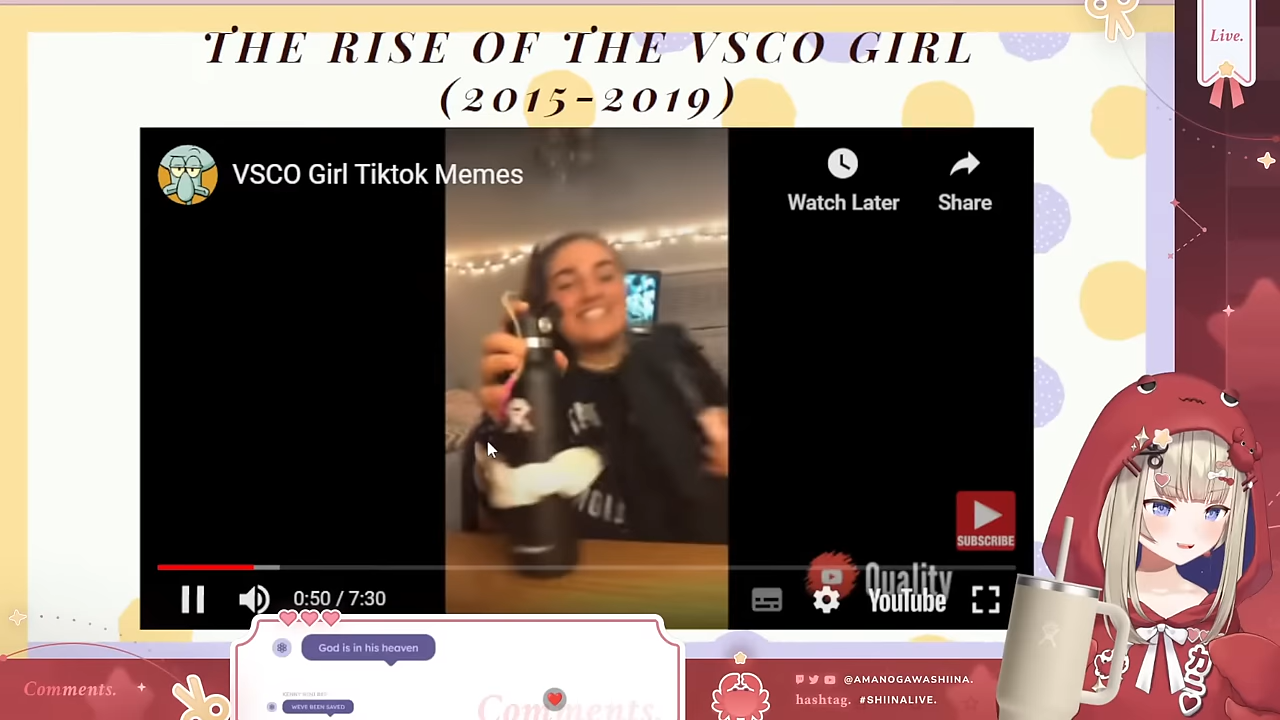 THE RISE OF THE VSCO GIRL
(2015-2019)
Live.
VSCO Girl Tiktok Memes
Watch Later
Share
SUBSCRIBE
Quality
YouTube
0:50 / 7:30
God is in his heaven
WE'VE BEEN SAVED
Comments.
Comments.
@AMANOGAWASHIINA.
hashtag. #SHIINALIVE.